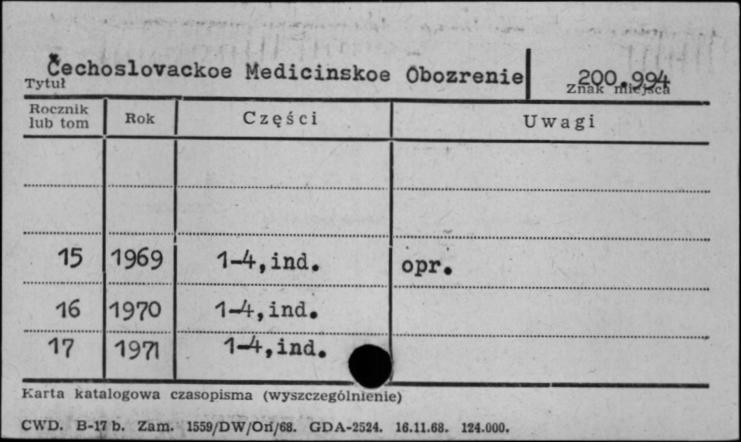 Čechoslovackoe Medicinskoe Obozrenie 200.994
Tytuł Znak miejsca
Rocznik lub tom Rok Części Uwagi
15 1969 1-4,ind. opr.
16 1970 1-4,ind.
17 1971 1-4,ind.
Karta katalogowa czasopisma (wyszczególnienie)
CWD. B-17 b. Zam. 1559/DW/On/68. GDA-2524. 16.11.68. 124.000.